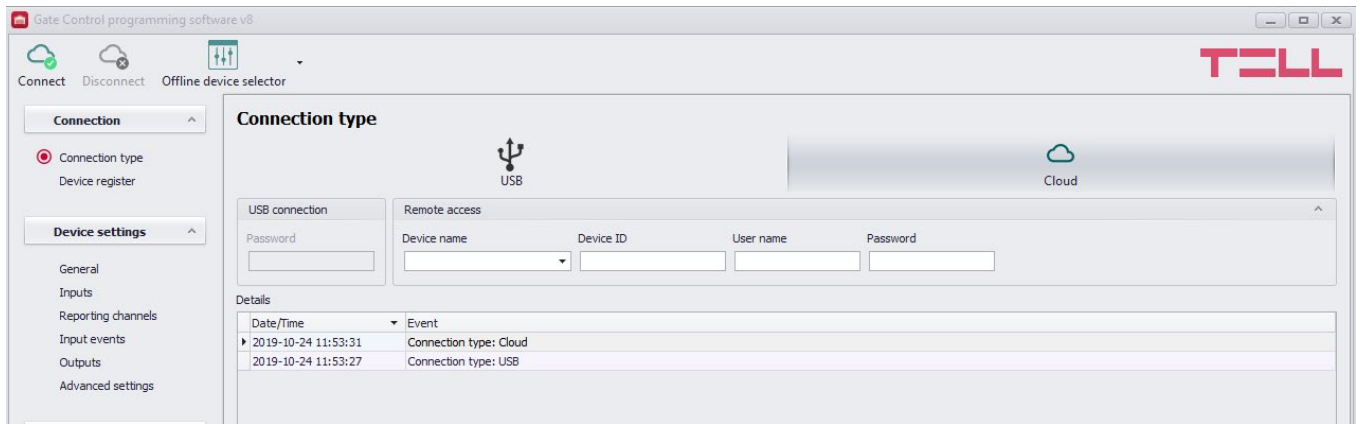 Gate Control programming software v8
Connect
Disconnect
Offline device selector
TELL
Connection
Connection type
Device register
Device settings
General
Inputs
Reporting channels
Input events
Outputs
Advanced settings
Connection type
USB
Cloud
USB connection
Password
Remote access
Device name
Device ID
User name
Password
Details
Date/Time Event
2019-10-24 11:53:31 Connection type: Cloud
2019-10-24 11:53:27 Connection type: USB